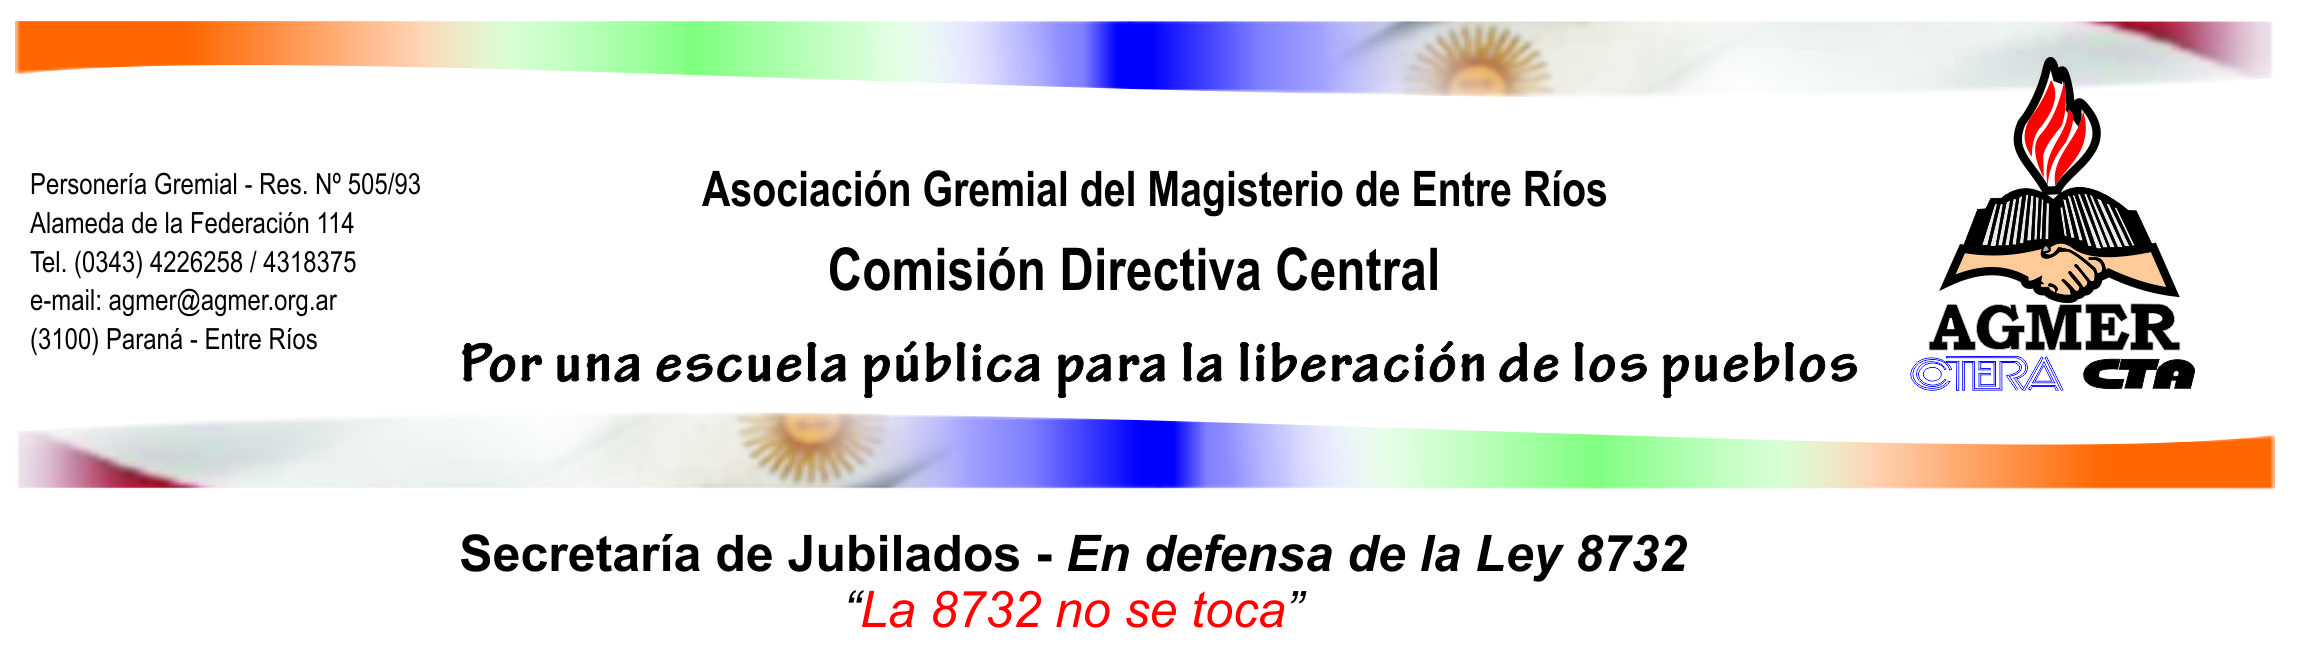 Personería Gremial - Res. Nº 505/93
Alameda de la Federación 114
Tel. (0343) 4226258 / 4318375
e-mail: agmer@agmer.org.ar
(3100) Paraná - Entre Ríos
Asociación Gremial del Magisterio de Entre Ríos
Comisión Directiva Central
Por una escuela pública para la liberación de los pueblos
AGMER
CTERA CTA
Secretaría de Jubilados - En defensa de la Ley 8732
“La 8732 no se toca”